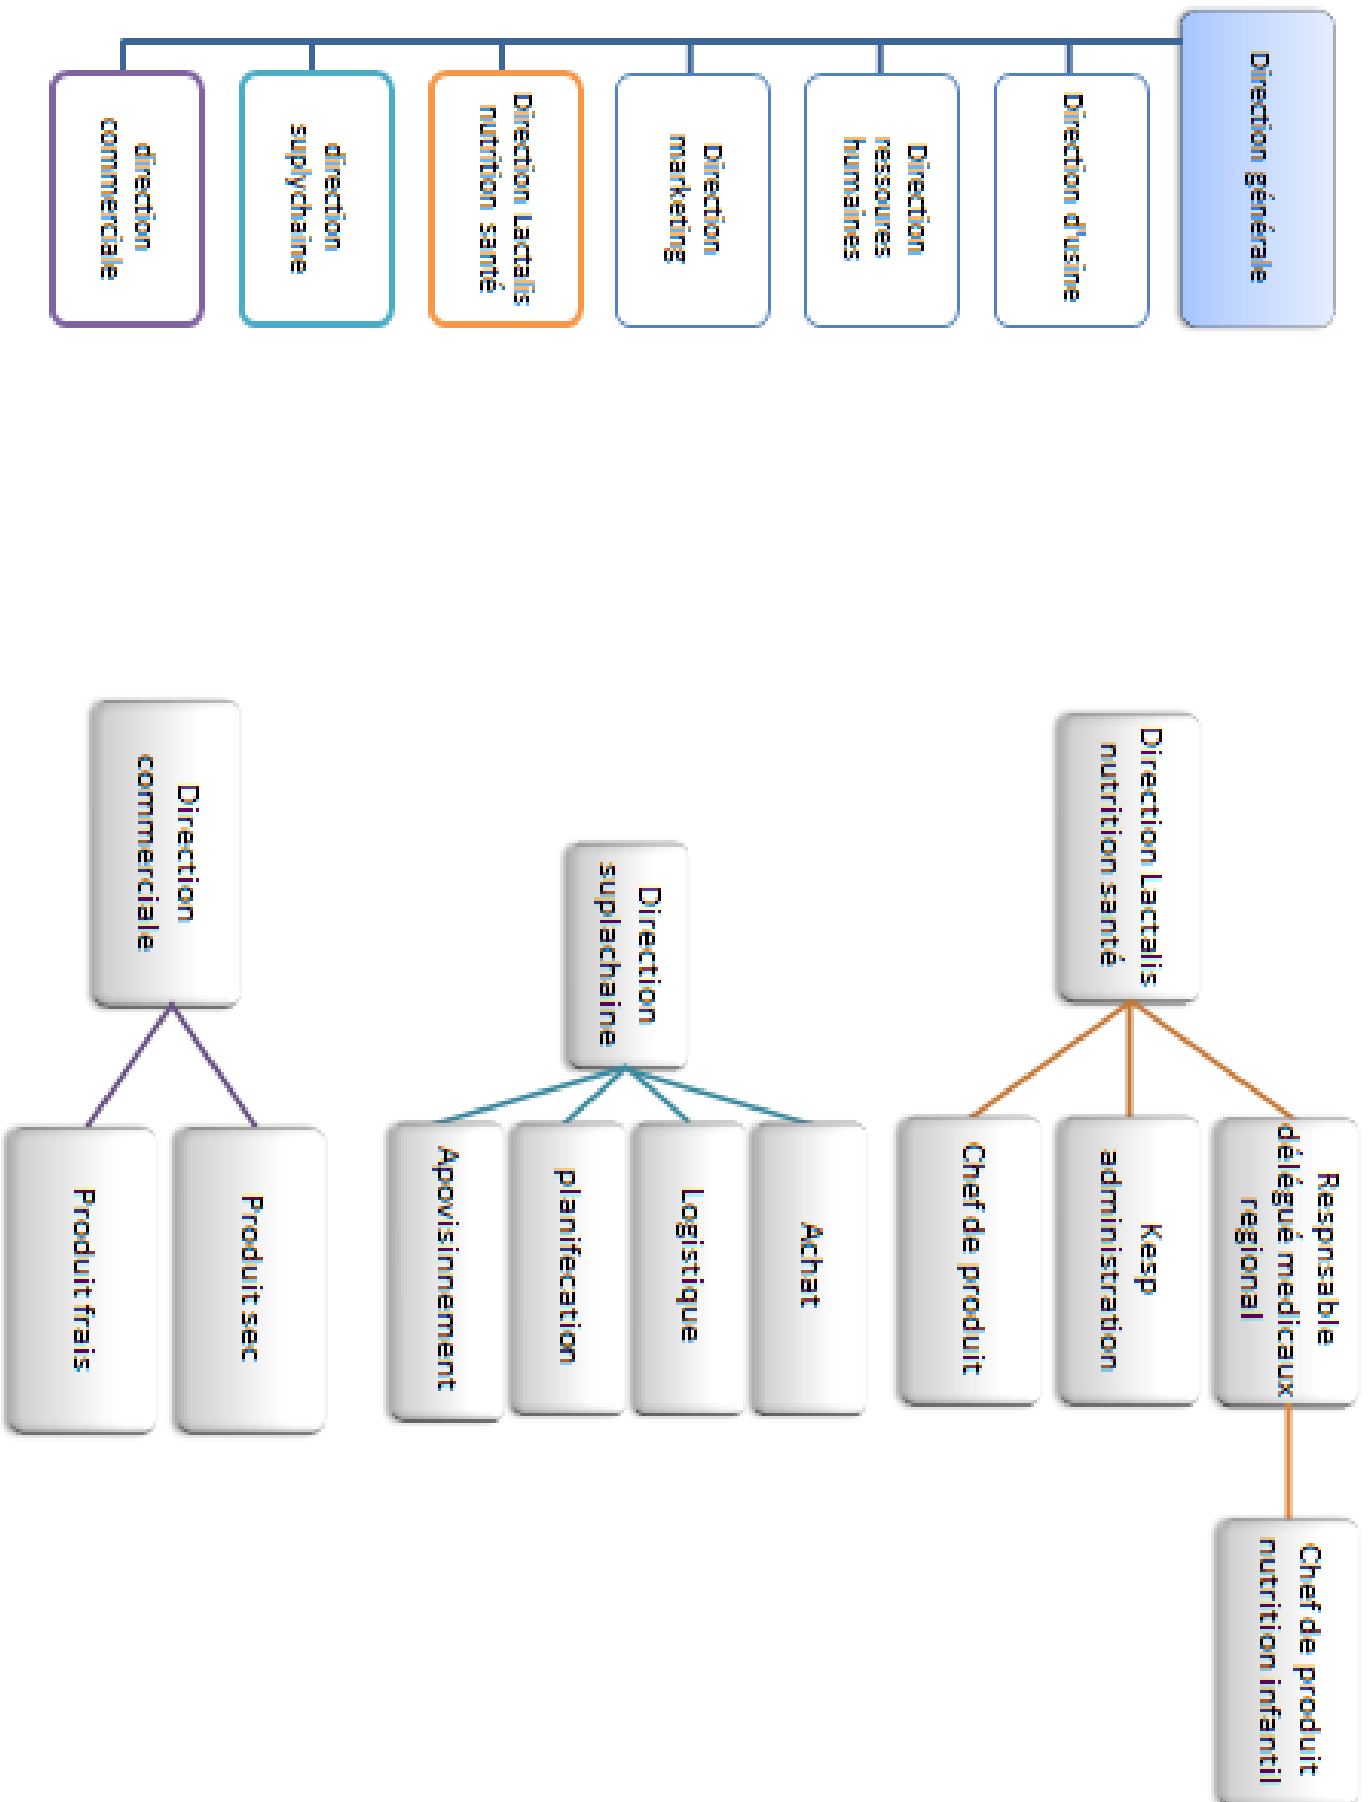 Direction générale
Direction d'usine
Direction
ressoures
humaines
Direction
marketing
Direction Lactalis
nutrition santé
direction
suplychaine
direction
commerciale
Direction Lactalis
nutrition santé
Respnsable
délégué medicaux
regional
Kesp
administration
Chef de produit
Chef de produit
nutrition infantil
Direction
suplachaine
Achat
Logistique
planifecation
Apovisinnement
Direction
commerciale
Produit sec
Produit frais